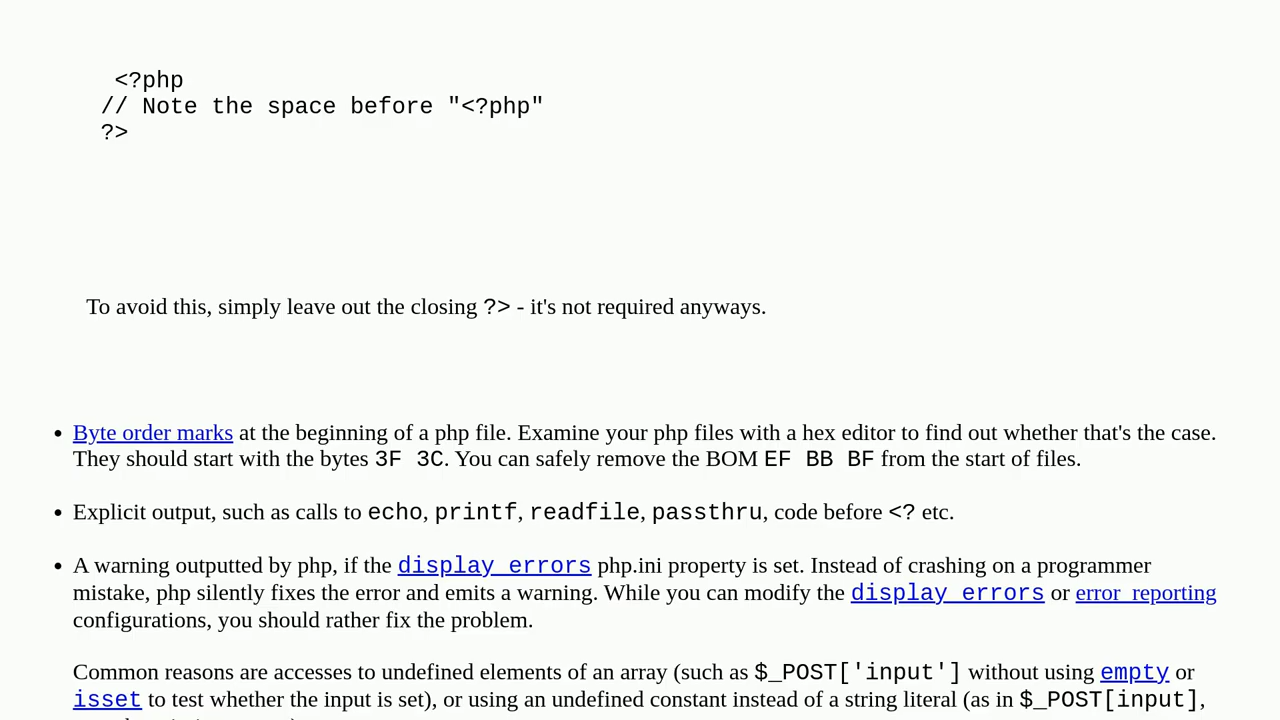 <?php
// Note the space before "<?php"
?>
To avoid this, simply leave out the closing ?> - it's not required anyways.
• Byte order marks at the beginning of a php file. Examine your php files with a hex editor to find out whether that's the case.
They should start with the bytes 3F 3C. You can safely remove the BOM EF BB BF from the start of files.
• Explicit output, such as calls to echo, printf, readfile, passthru, code before <? etc.
• A warning outputted by php, if the display_errors php.ini property is set. Instead of crashing on a programmer
mistake, php silently fixes the error and emits a warning. While you can modify the display_errors or error_reporting
configurations, you should rather fix the problem.
Common reasons are accesses to undefined elements of an array (such as $_POST['input'] without using empty or
isset to test whether the input is set), or using an undefined constant instead of a string literal (as in $_POST[input],